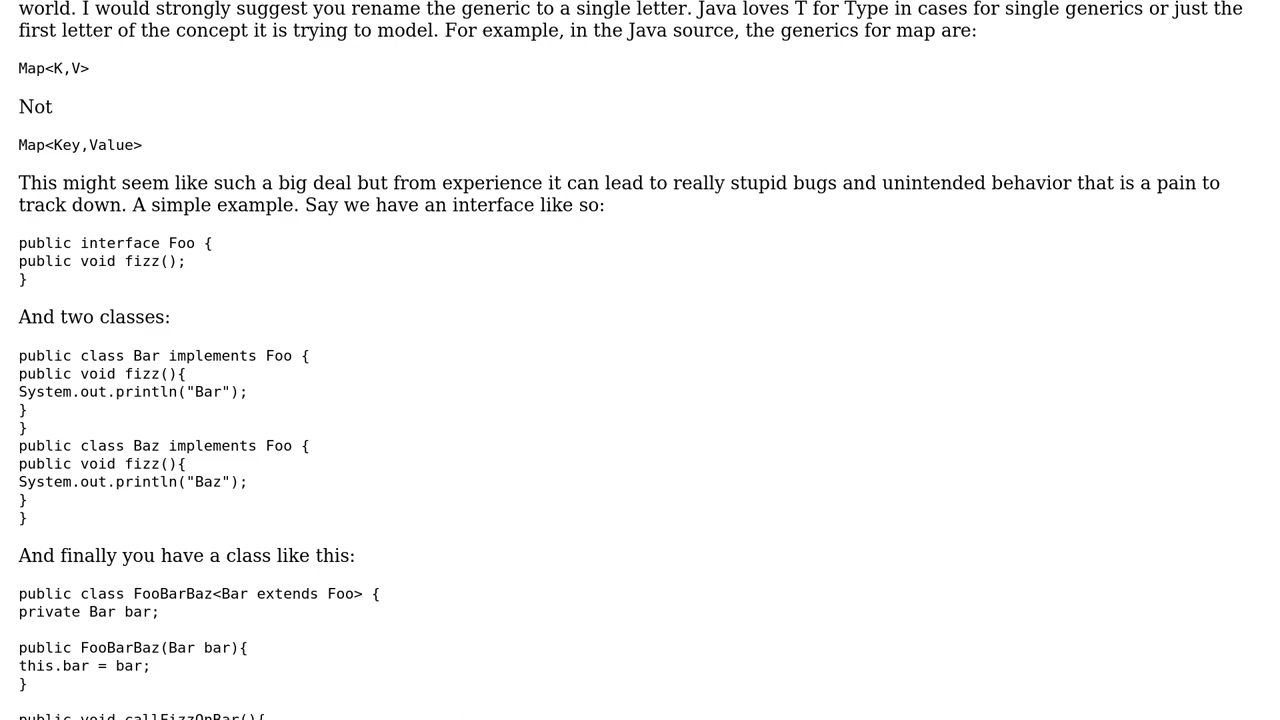 world. I would strongly suggest you rename the generic to a single letter. Java loves T for Type in cases for single generics or just the
first letter of the concept it is trying to model. For example, in the Java source, the generics for map are:
Map<K,V>
Not
Map<Key,Value>
This might seem like such a big deal but from experience it can lead to really stupid bugs and unintended behavior that is a pain to
track down. A simple example. Say we have an interface like so:
public interface Foo {
public void fizz();
}
And two classes:
public class Bar implements Foo {
public void fizz(){
System.out.println("Bar");
}
}
public class Baz implements Foo {
public void fizz(){
System.out.println("Baz");
}
}
And finally you have a class like this:
public class FooBarBaz<Bar extends Foo> {
private Bar bar;
public FooBarBaz(Bar bar){
this.bar = bar;
}
public void callFizzOnBar(){